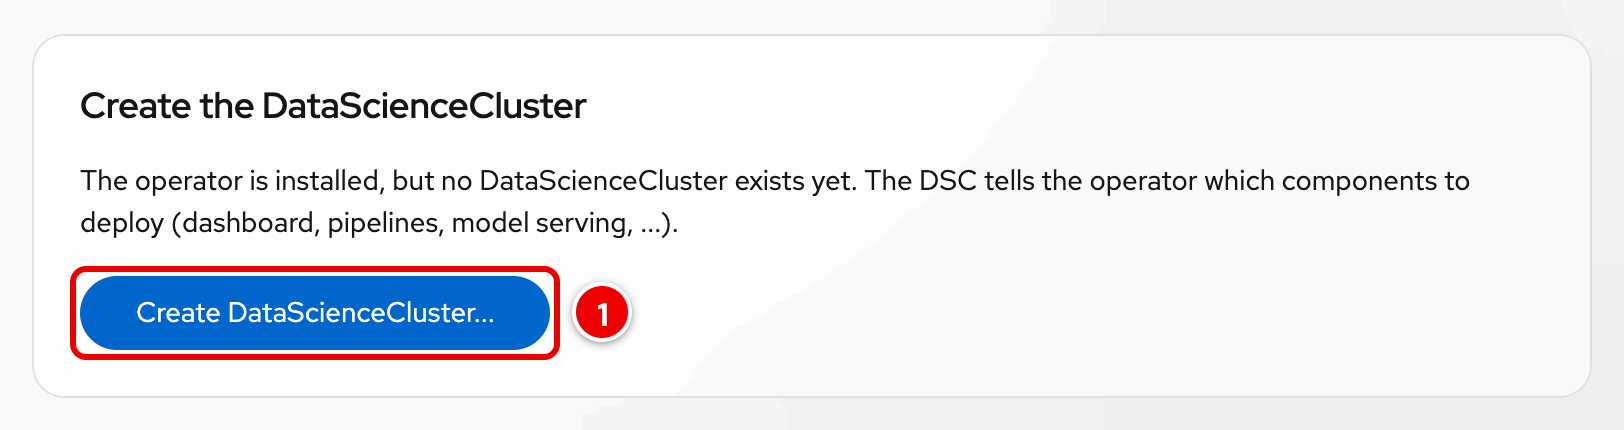 Create the DataScienceCluster
The operator is installed, but no DataScienceCluster exists yet. The DSC tells the operator which components to
deploy (dashboard, pipelines, model serving, ...).
Create DataScienceCluster...
1